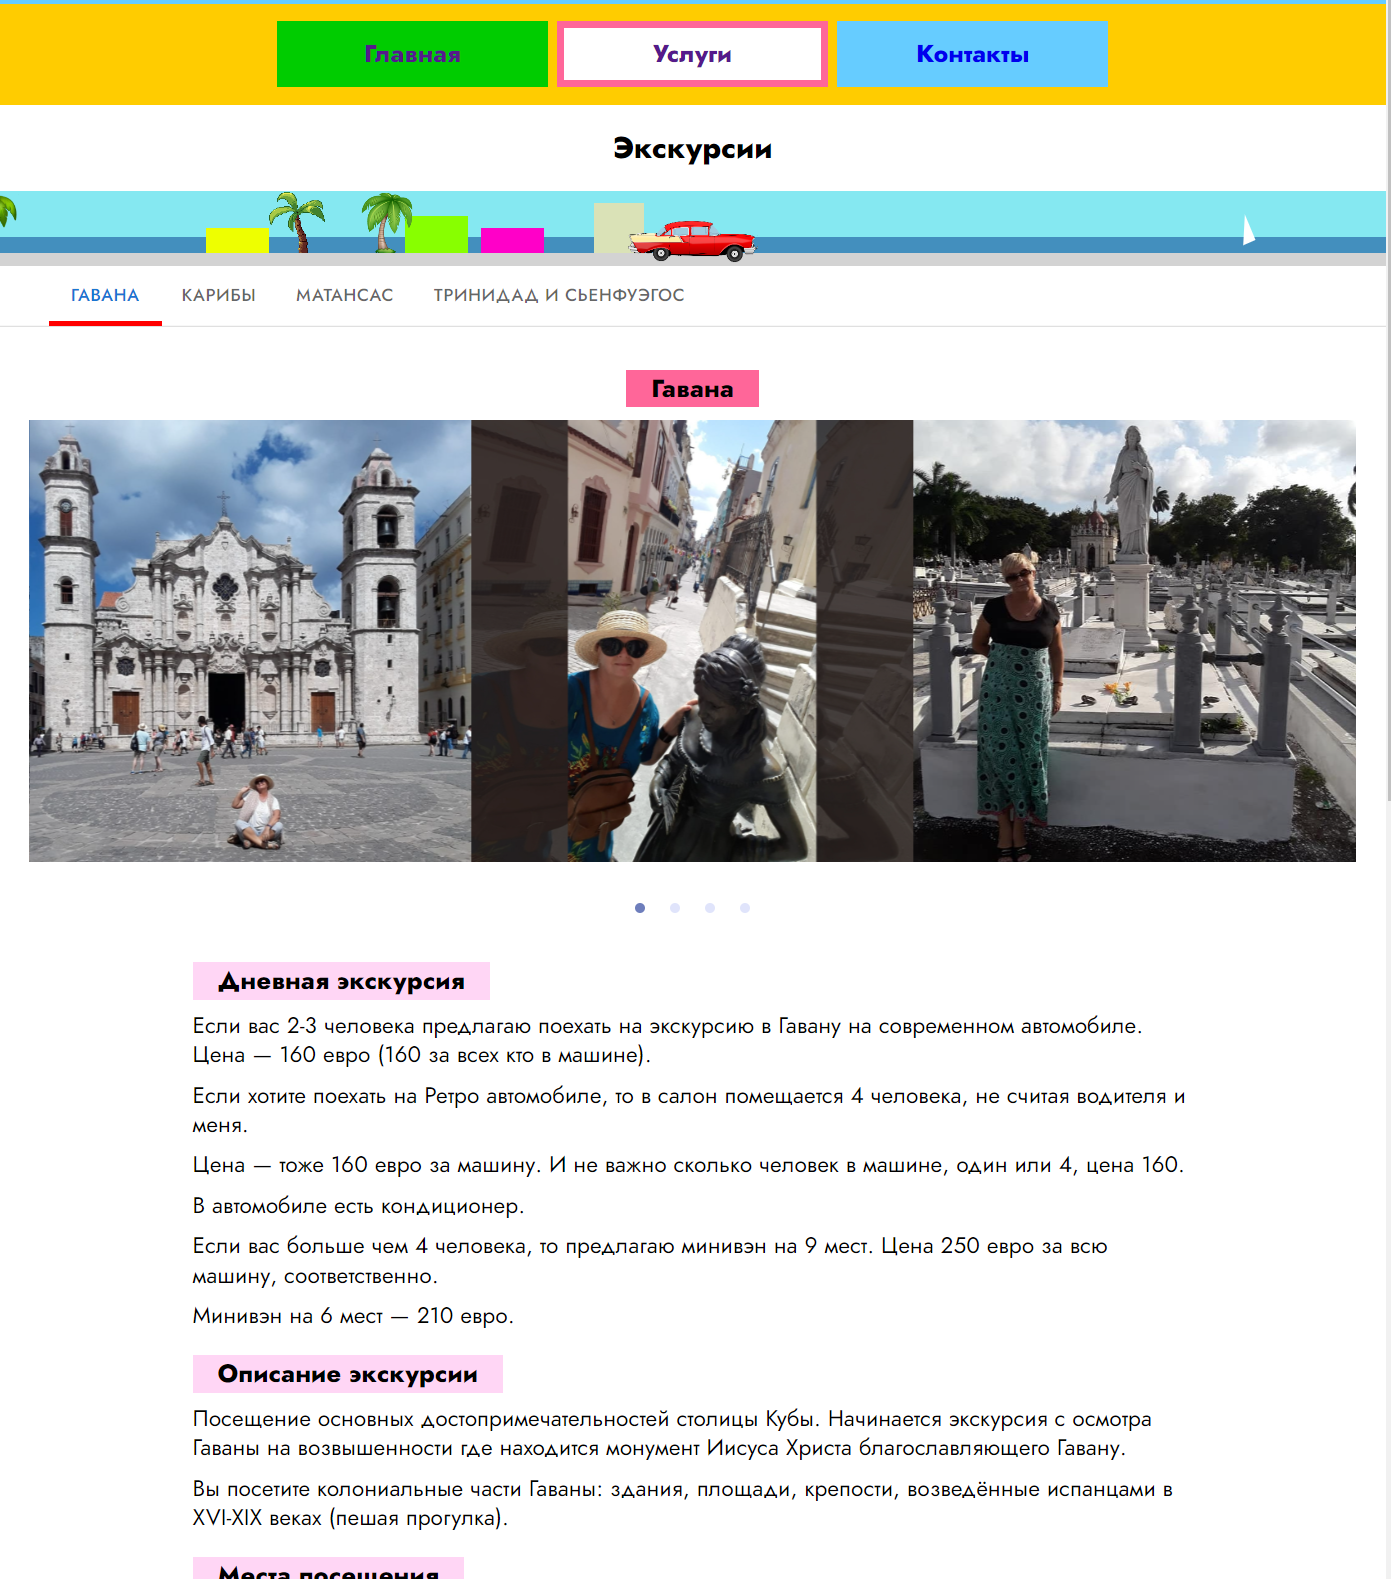 Главная
Услуги
Контакты
Экскурсии
ГАВАНА
КАРИБЫ
МАТАНСАС
ТРИНИДАД И СЬЕНФУЭГОС
Гавана
Дневная экскурсия
Если вас 2-3 человека предлагаю поехать на экскурсию в Гавану на современном автомобиле.
Цена — 160 евро (160 за всех кто в машине).
Если хотите поехать на Ретро автомобиле, то в салон помещается 4 человека, не считая водителя и
меня.
Цена — тоже 160 евро за машину. И не важно сколько человек в машине, один или 4, цена 160.
В автомобиле есть кондиционер.
Если вас больше чем 4 человека, то предлагаю минивэн на 9 мест. Цена 250 евро за всю
машину, соответственно.
Минивэн на 6 мест — 210 евро.
Описание экскурсии
Посещение основных достопримечательностей столицы Кубы. Начинается экскурсия с осмотра
Гаваны на возвышенности где находится монумент Иисуса Христа благославляющего Гавану.
Вы посетите колониальные части Гаваны: здания, площади, крепости, возведённые испанцами в
XVI-XIX веках (пешая прогулка).
Места посещения